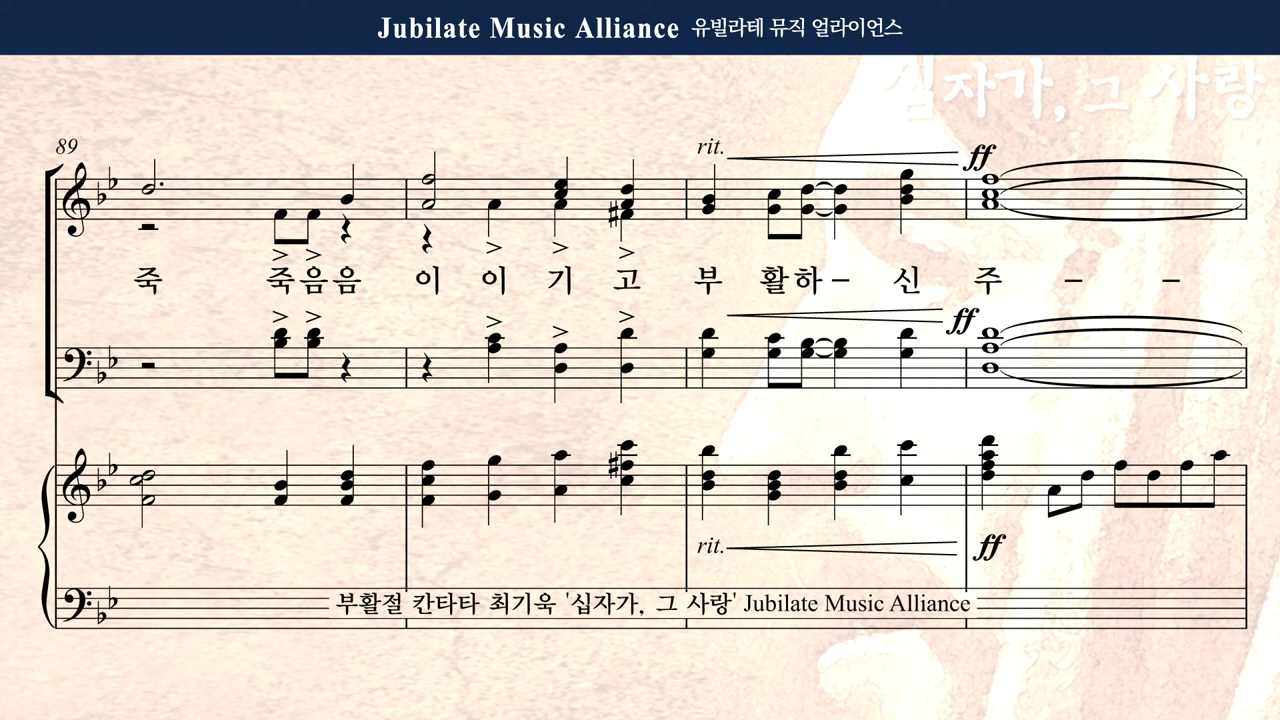 Jubilate Music Alliance 유빌라테 뮤직 얼라이언스
십자가, 그 사랑
89
rit.
ff
죽 죽음음 이 이 기 고 부 활하- 신 주 - -
ff
rit.
ff
부활절 칸타타 최기욱 '십자가, 그 사랑' Jubilate Music Alliance